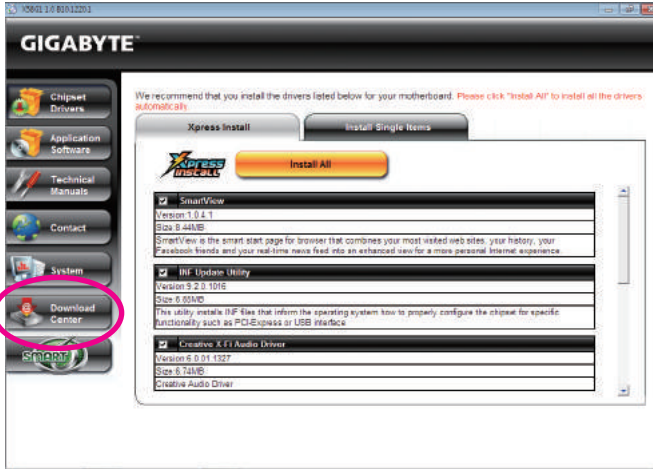 GIGABYTE™
We recommend that you install the drivers listed below for your motherboard. Please click "Install All" to install all the drivers
automatically.
Chipset
Drivers
Application
Software
Technical
Manuals
Contact
System
Download
Center
SMART
Xpress Install
Install Single Items
Xpress
INSTALL
Install All
SmartView
Version:1.0.4.1
Size:8.44MB
SmartView is the smart start page for browser that combines your most visited web sites, your history, your
Facebook friends and your real-time news feed into an enhanced view for a more personal Internet experience.
INF Update Utility
Version:9.2.0.1016
Size:6.65MB
This utility installs INF files that inform the operating system how to properly configure the chipset for specific
functionality such as PCI-Express or USB interface
Creative X-Fi Audio Driver
Version:6.0.01.1327
Size:6.74MB
Creative Audio Driver